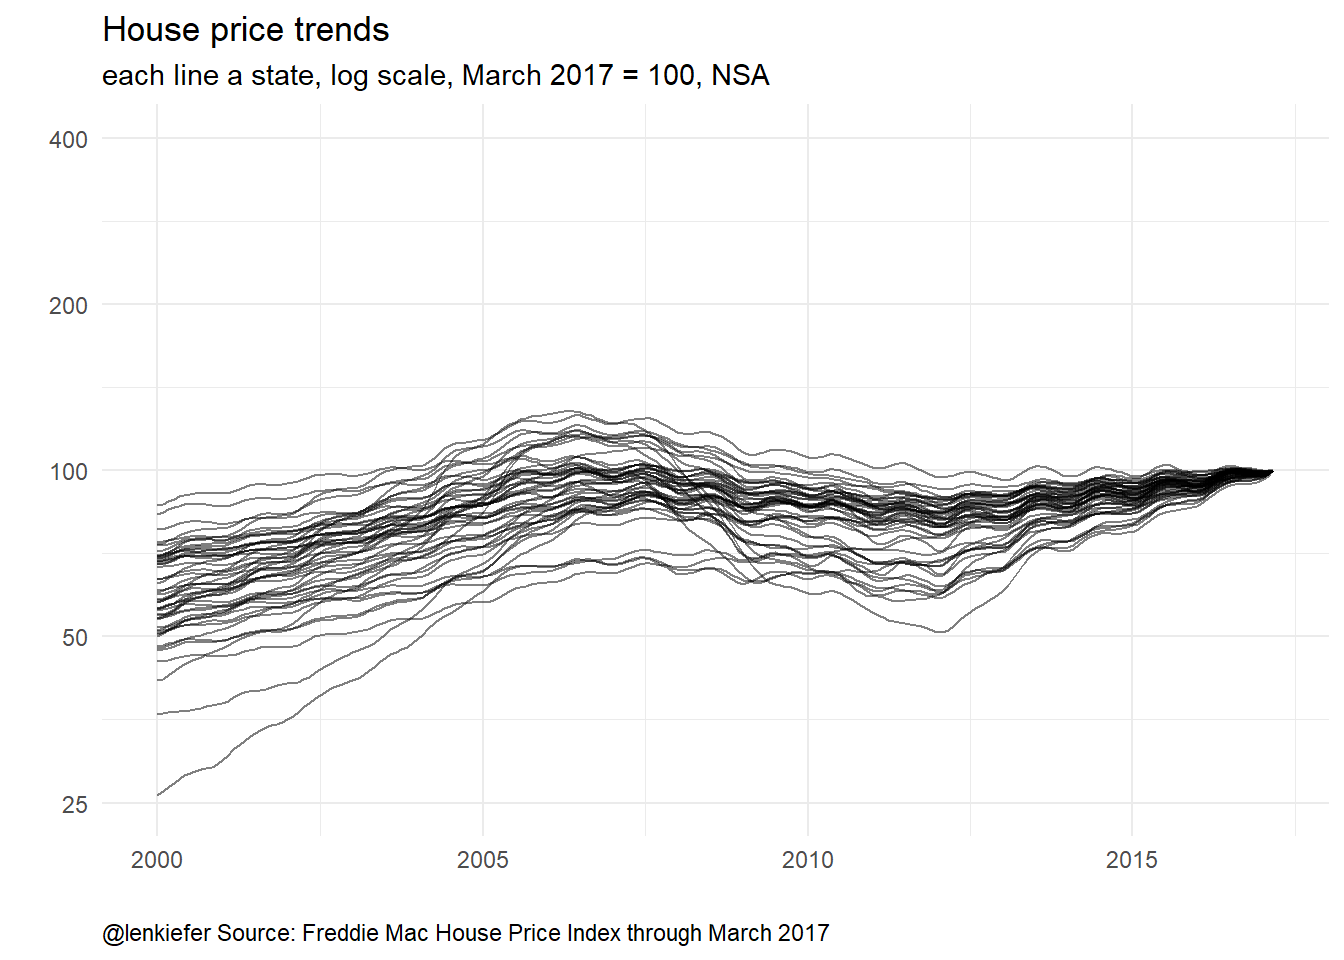 House price trends
each line a state, log scale, March 2017 = 100, NSA
400
200
100
50
25
2000 2005 2010 2015
@lenkiefer Source: Freddie Mac House Price Index through March 2017